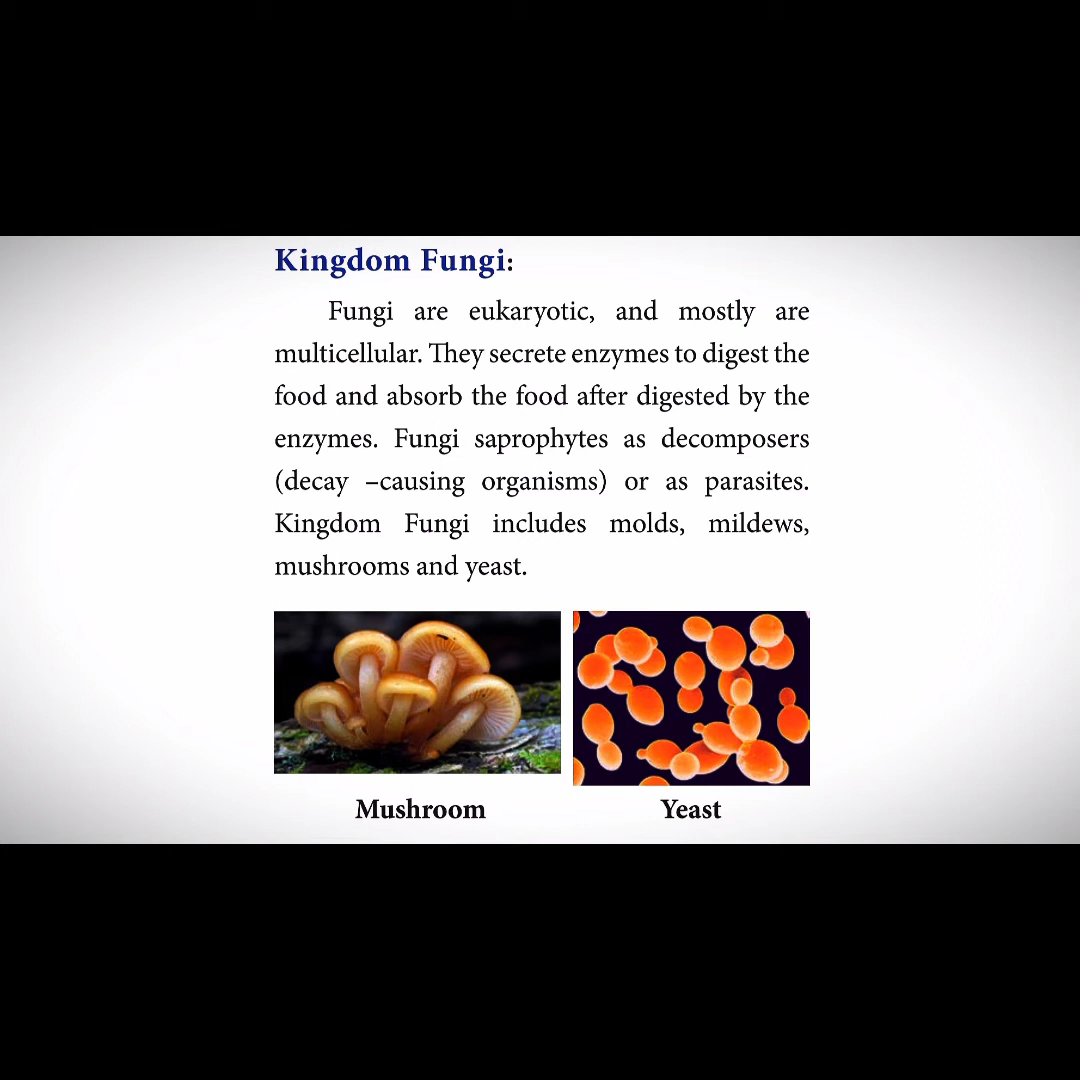 Kingdom Fungi:
Fungi are eukaryotic, and mostly are
multicellular. They secrete enzymes to digest the
food and absorb the food after digested by the
enzymes. Fungi saprophytes as decomposers
(decay –causing organisms) or as parasites.
Kingdom Fungi includes molds, mildews,
mushrooms and yeast.
Mushroom
Yeast